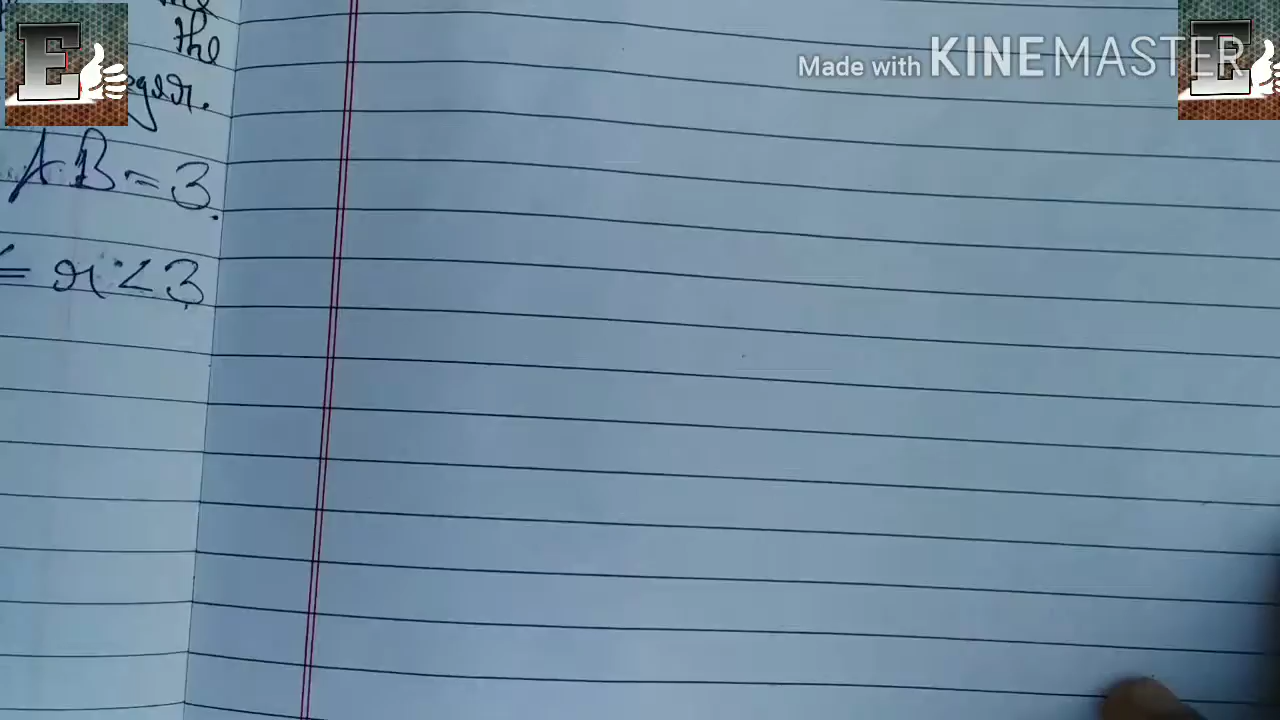 Made with KINEMASTER
E
E
the
AB = 3.
= r < 3